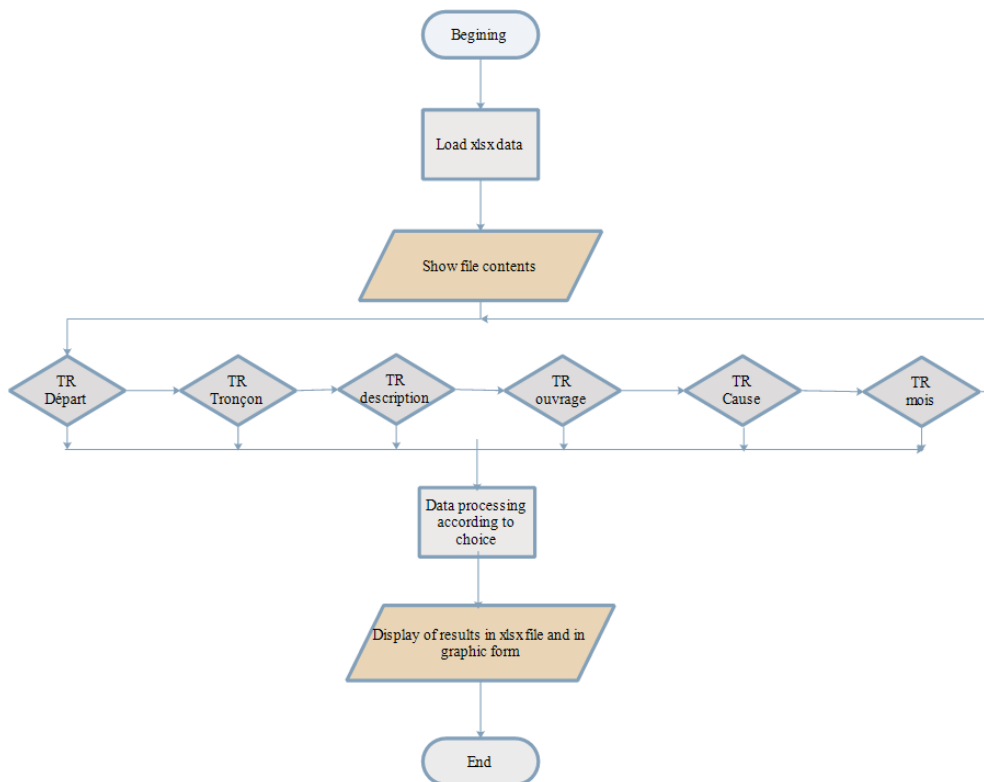 Begining
Load xlsx data
Show file contents
TR
Départ
TR
Tronçon
TR
description
TR
ouvrage
TR
Cause
TR
mois
Data processing
according to
choice
Display of results in xlsx file and in
graphic form
End